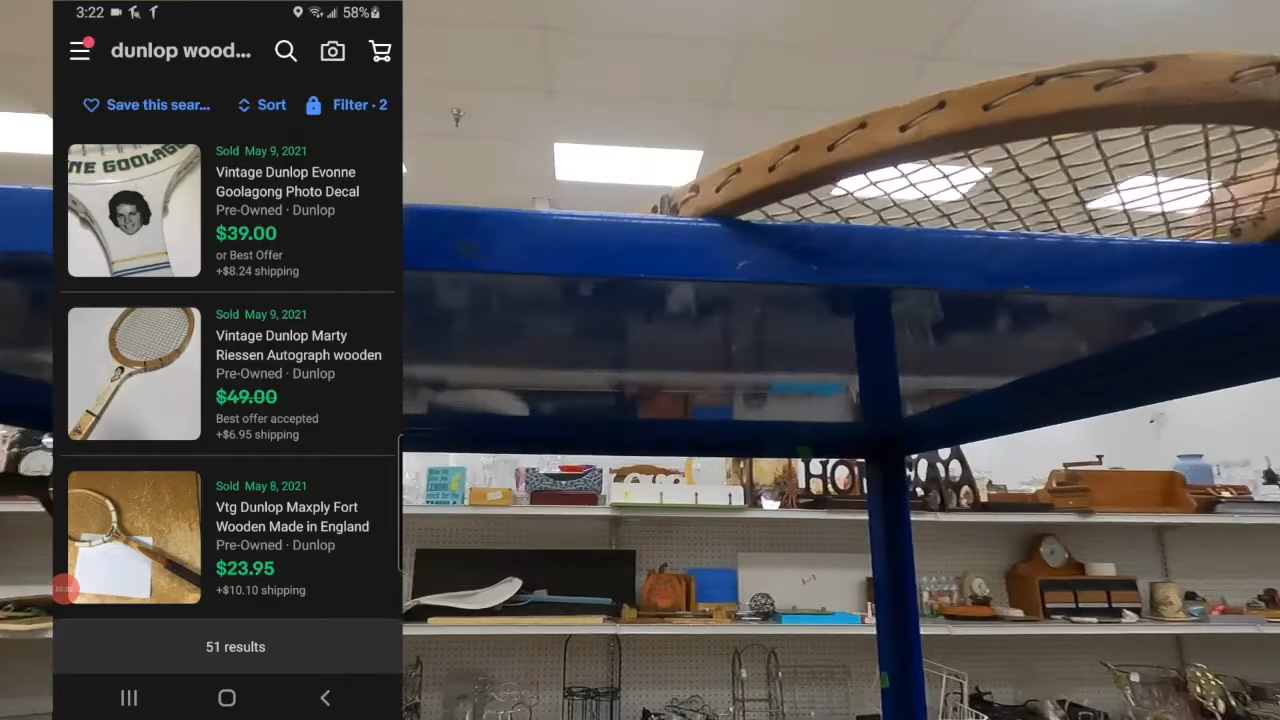 3:22
58%
dunlop wood...
Save this sear...
Sort
Filter · 2
NE GOOLAG
Sold May 9, 2021
Vintage Dunlop Evonne
Goolagong Photo Decal
Pre-Owned · Dunlop
$39.00
or Best Offer
+$8.24 shipping
Sold May 9, 2021
Vintage Dunlop Marty
Riessen Autograph wooden
Pre-Owned · Dunlop
$49.00
Best offer accepted
+$6.95 shipping
Sold May 8, 2021
Vtg Dunlop Maxply Fort
Wooden Made in England
Pre-Owned · Dunlop
$23.95
+$10.10 shipping
00:02
51 results